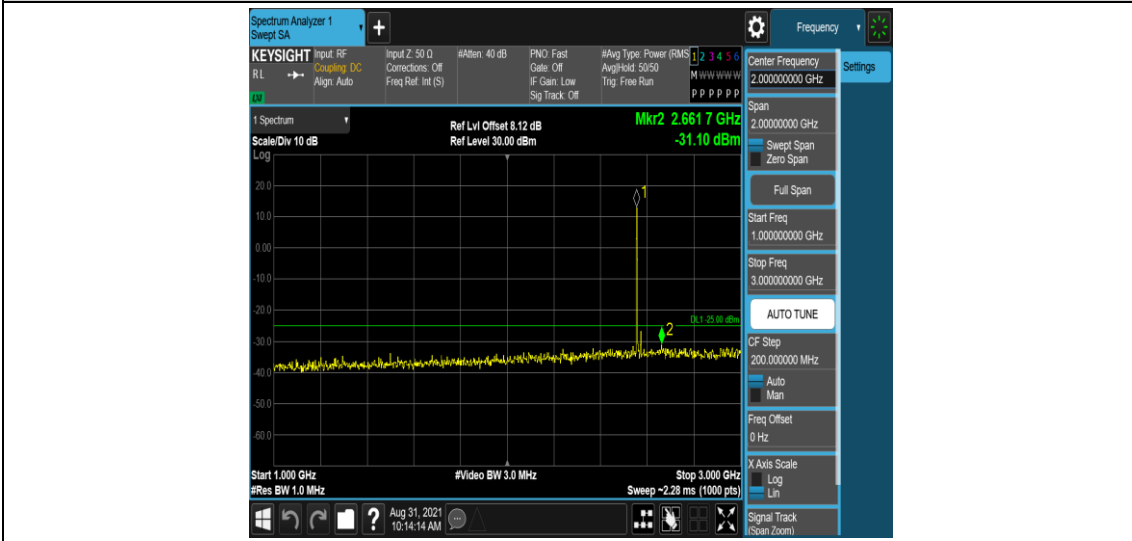 Spectrum Analyzer 1
Swept SA
+
Frequency
KEYSIGHT
RL
LM
Input: RF
Coupling: DC
Align: Auto
Input Z: 50 Ω
Corrections: Off
Freq Ref: Int (S)
#Atten: 40 dB
PNO: Fast
Gate: Off
IF Gain: Low
Sig Track: Off
#Avg Type: Power (RMS
Avg|Hold: 50/50
Trig: Free Run
1 2 3 4 5 6
M W W W W W
P P P P P P
1 Spectrum
Scale/Div 10 dB
Log
Ref Lvl Offset 8.12 dB
Ref Level 30.00 dBm
Mkr2 2.661 7 GHz
-31.10 dBm
20.0
10.0
0.00
-10.0
-20.0
-30.0
-40.0
-50.0
-60.0
1
DL1 -25.00 dBm
2
Start 1.000 GHz
#Res BW 1.0 MHz
#Video BW 3.0 MHz
Stop 3.000 GHz
Sweep ~2.28 ms (1000 pts)
?
Aug 31, 2021
10:14:14 AM
Center Frequency
2.000000000 GHz
Settings
Span
2.00000000 GHz
Swept Span
Zero Span
Full Span
Start Freq
1.000000000 GHz
Stop Freq
3.000000000 GHz
AUTO TUNE
CF Step
200.000000 MHz
Auto
Man
Freq Offset
0 Hz
X Axis Scale
Log
Lin
Signal Track
(Span Zoom)